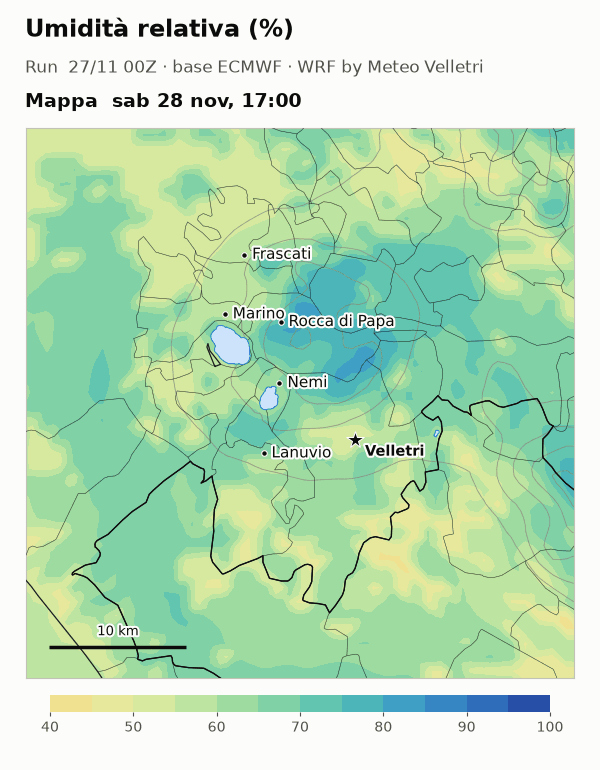 Umidità relativa (%)
Run  27/11 00Z · base ECMWF · WRF by Meteo Velletri
Mappa  sab 28 nov, 17:00
Frascati
Marino
Rocca di Papa
Nemi
Velletri
Lanuvio
10 km
40 50 60 70 80 90 100